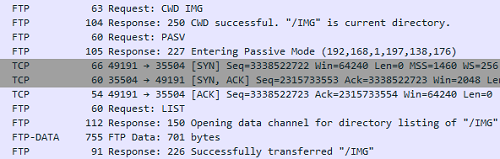 FTP 63 Request: CWD IMG
FTP 104 Response: 250 CWD successful. "/IMG" is current directory.
FTP 60 Request: PASV
FTP 105 Response: 227 Entering Passive Mode (192,168,1,197,138,176)
TCP 66 49191 → 35504 [SYN] Seq=3338522722 Win=64240 Len=0 MSS=1460 WS=256
TCP 60 35504 → 49191 [SYN, ACK] Seq=2315733553 Ack=3338522723 Win=2048 Len
TCP 54 49191 → 35504 [ACK] Seq=3338522723 Ack=2315733554 Win=64240 Len=0
FTP 60 Request: LIST
FTP 112 Response: 150 Opening data channel for directory listing of "/IMG"
FTP-DATA 755 FTP Data: 701 bytes
FTP 91 Response: 226 Successfully transferred "/IMG"